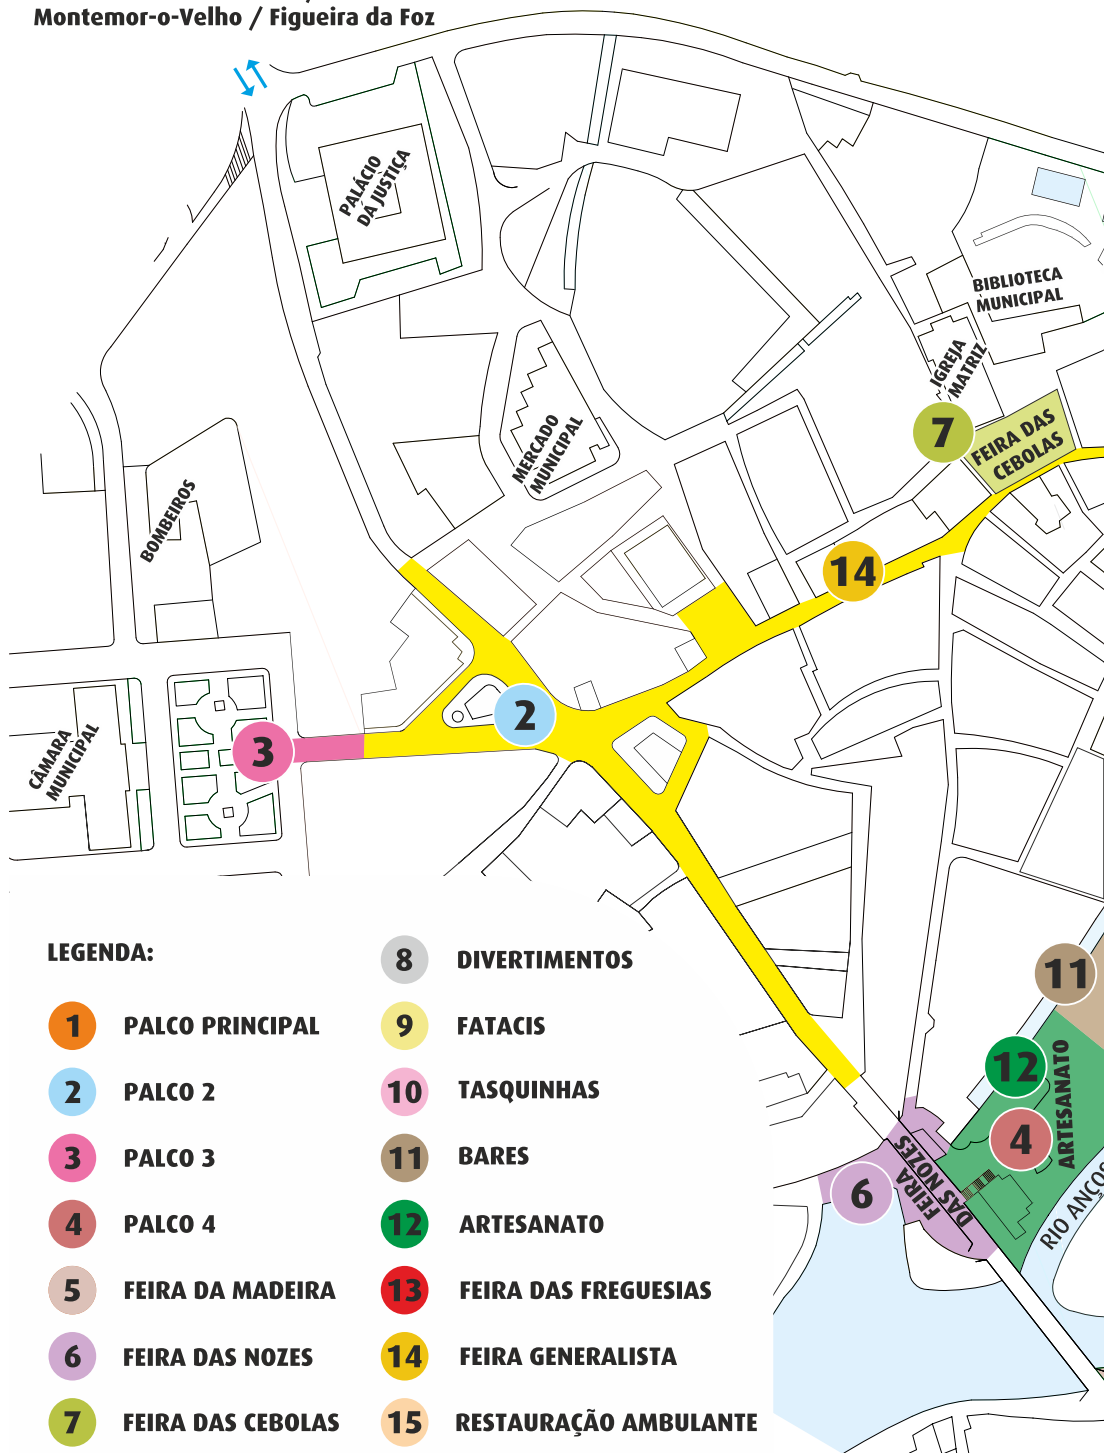 Montemor-o-Velho / Figueira da Foz
PALÁCIO
DÁ JUSTIÇA
BIBLIOTECA
MUNICIPAL
IGREJA
MATRIZ
7
FEIRA DAS
CEBOLAS
MERCADO
MUNICIPAL
BOMBEIROS
14
2
3
CÂMARA
MUNICIPAL
11
12
4
ARTESANATO
6
FEIRA
DAS NOZES
RIO ANÇOS
LEGENDA:
1 PALCO PRINCIPAL
2 PALCO 2
3 PALCO 3
4 PALCO 4
5 FEIRA DA MADEIRA
6 FEIRA DAS NOZES
7 FEIRA DAS CEBOLAS
8 DIVERTIMENTOS
9 FATACIS
10 TASQUINHAS
11 BARES
12 ARTESANATO
13 FEIRA DAS FREGUESIAS
14 FEIRA GENERALISTA
15 RESTAURAÇÃO AMBULANTE